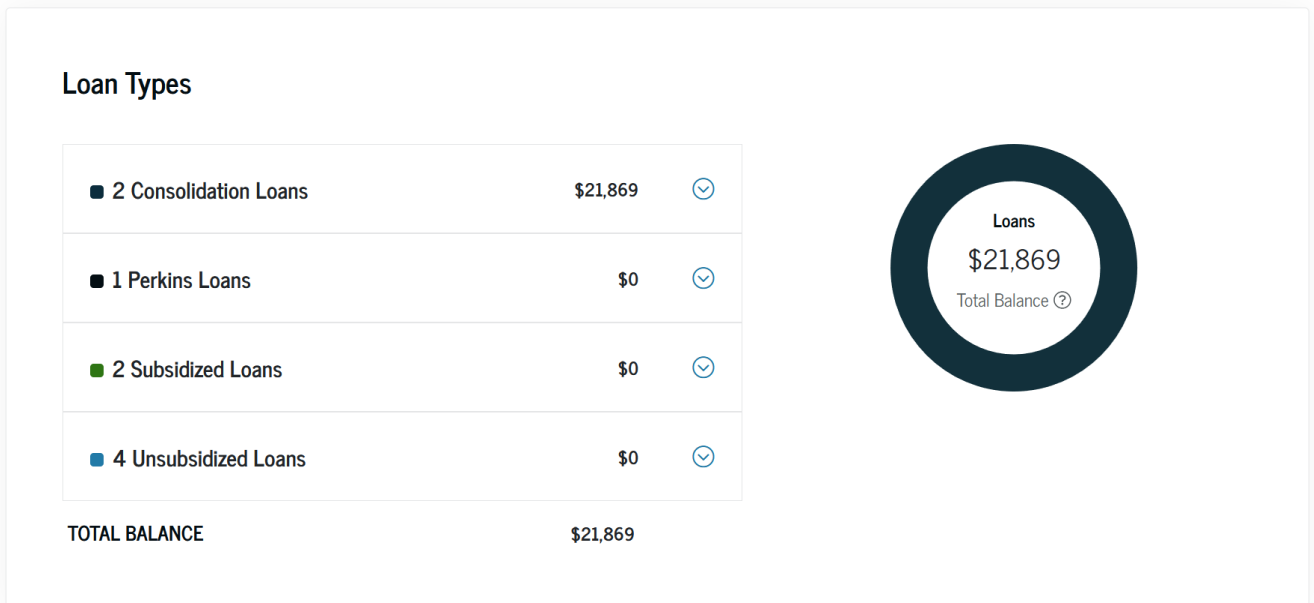 Loan Types
2 Consolidation Loans $21,869
1 Perkins Loans $0
2 Subsidized Loans $0
4 Unsubsidized Loans $0
TOTAL BALANCE $21,869
Loans
$21,869
Total Balance ?